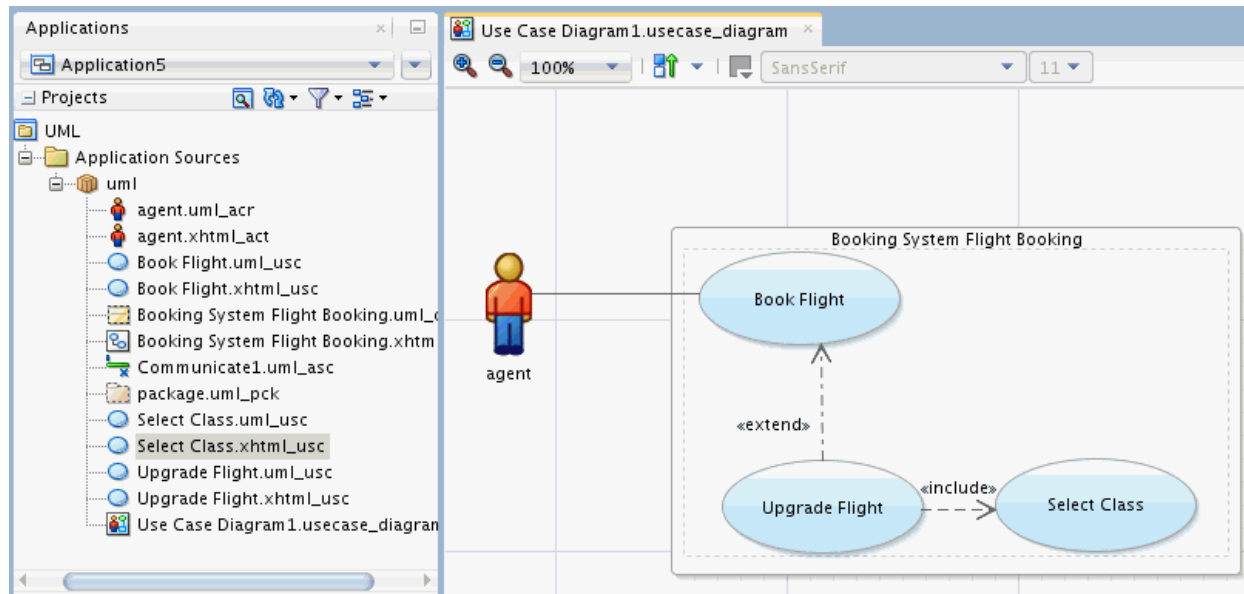 Applications
Application5
Projects
UML
Application Sources
uml
agent.uml_acr
agent.xhtml_act
Book Flight.uml_usc
Book Flight.xhtml_usc
Booking System Flight Booking.uml_c
Booking System Flight Booking.xhtm
Communicate1.uml_asc
package.uml_pck
Select Class.uml_usc
Select Class.xhtml_usc
Upgrade Flight.uml_usc
Upgrade Flight.xhtml_usc
Use Case Diagram1.usecase_diagram
Use Case Diagram1.usecase_diagram
100% SansSerif 11
Booking System Flight Booking
Book Flight
agent
«extend»
«include»
Upgrade Flight
Select Class